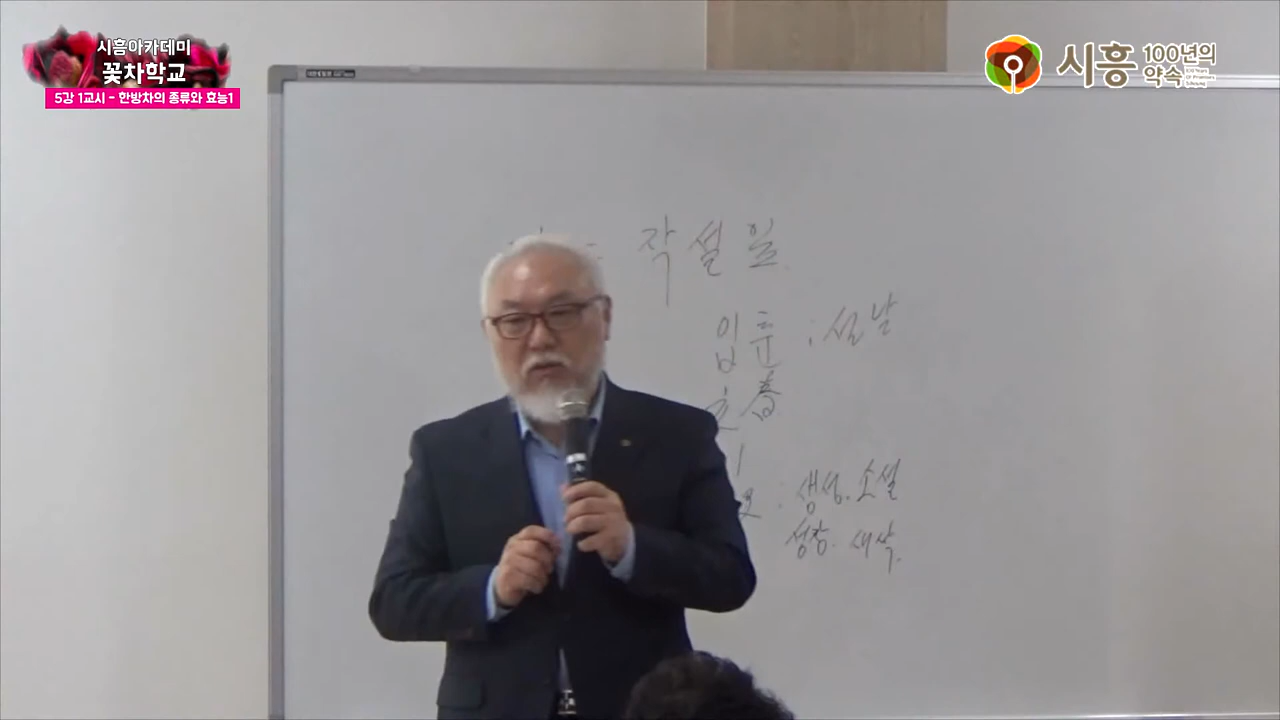 시흥아카데미
꽃차학교
5강 1교시 - 한방차의 종류와 효능1
시흥 100년의
약속
작설일
입춘 : 설날
春
: 생성. 소설
성장. 새싹.